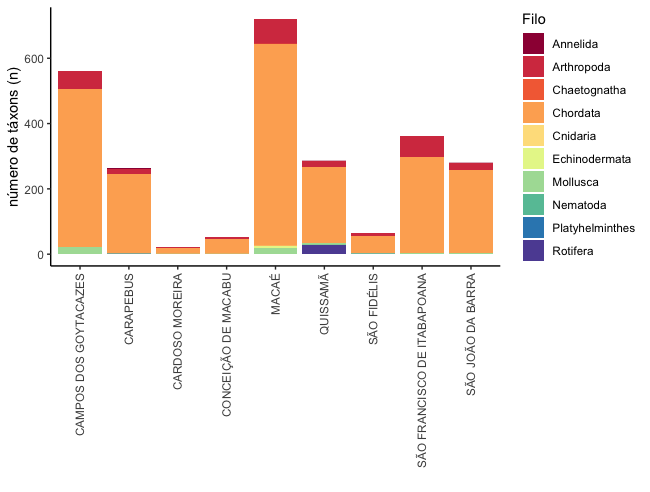 número de táxons (n)
600
400
200
0
CAMPOS DOS GOYTACAZES
CARAPEBUS
CARDOSO MOREIRA
CONCEIÇÃO DE MACABU
MACAÉ
QUISSAMÃ
SÃO FIDÉLIS
SÃO FRANCISCO DE ITABAPOANA
SÃO JOÃO DA BARRA
Filo
Annelida
Arthropoda
Chaetognatha
Chordata
Cnidaria
Echinodermata
Mollusca
Nematoda
Platyhelminthes
Rotifera